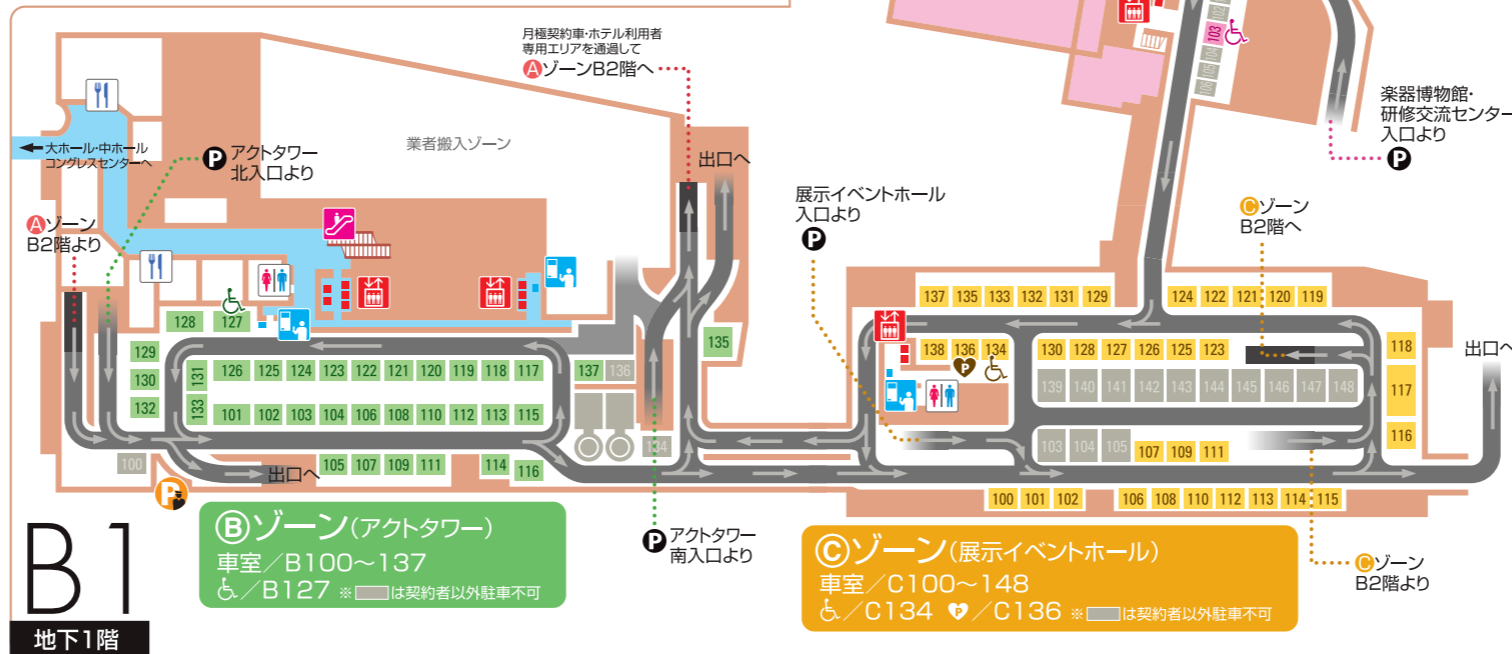 月極契約車・ホテル利用者
専用エリアを通過して
AゾーンB2階へ
103
104
105
106
楽器博物館・
研修交流センター
入口より
P
←大ホール・中ホール
コングレスセンターへ
P アクトタワー
北入口より
業者搬入ゾーン
出口へ
展示イベントホール
入口より
P
Cゾーン
B2階へ
Aゾーン
B2階より
128 127
129
130
132
131
133
126 125 124 123 122 121 120 119 118 117
101 102 103 104 106 108 110 112 113 115
137 136
135
134
100
出口へ
105 107 109 111 114 116
137 135 133 132 131 129
124 122 121 120 119
138 136 134
P
130 128 127 126 125 123
139 140 141 142 143 144 145 146 147 148
118
117
116
出口へ
103 104 105 107 109 111
100 101 102 106 108 110 112 113 114 115
P
B1
地下1階
Bゾーン(アクトタワー)
車室/B100～137
/B127 ※は契約者以外駐車不可
P アクトタワー
南入口より
Cゾーン(展示イベントホール)
車室/C100～148
/C134 P/C136 ※は契約者以外駐車不可
Cゾーン
B2階より